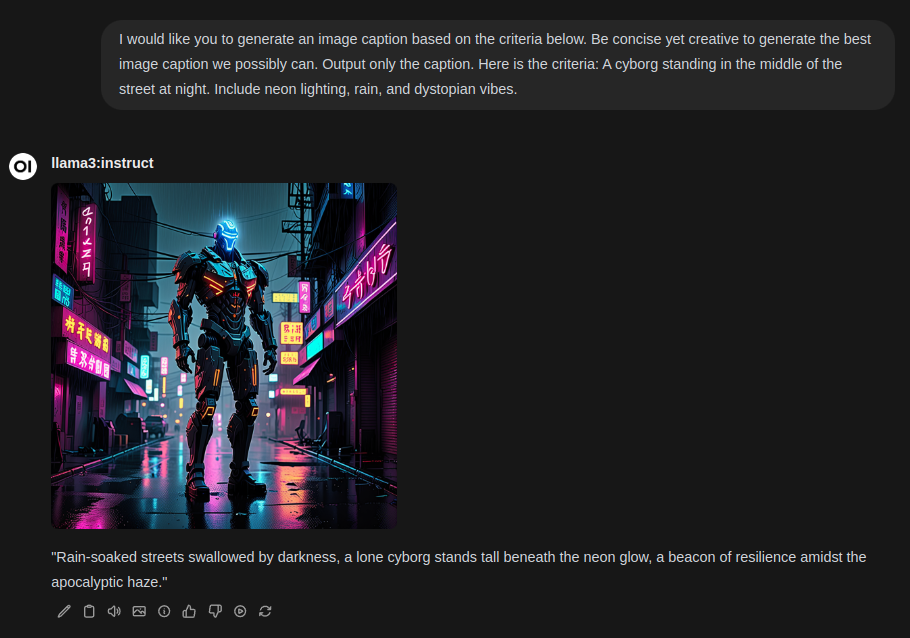 I would like you to generate an image caption based on the criteria below. Be concise yet creative to generate the best
image caption we possibly can. Output only the caption. Here is the criteria: A cyborg standing in the middle of the
street at night. Include neon lighting, rain, and dystopian vibes.
OI
llama3:instruct
"Rain-soaked streets swallowed by darkness, a lone cyborg stands tall beneath the neon glow, a beacon of resilience amidst the
apocalyptic haze."